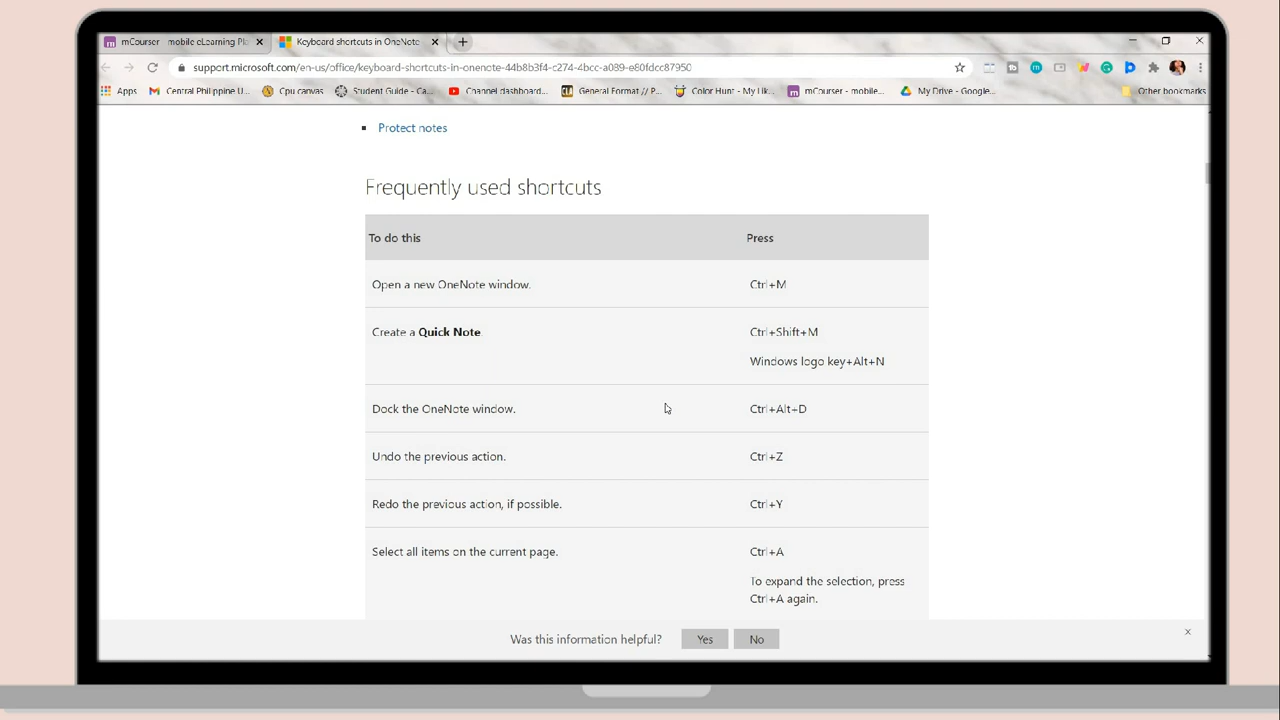 mCourser - mobile eLearning Pla
Keyboard shortcuts in OneNote
support.microsoft.com/en-us/office/keyboard-shortcuts-in-onenote-44b8b3f4-c274-4bcc-a089-e80fdcc87950
Apps
Central Philippine U...
Cpu canvas
Student Guide - Ca...
Channel dashboard...
General Format // P...
Color Hunt - My Lik...
mCourser - mobile...
My Drive - Google...
Other bookmarks
Protect notes
Frequently used shortcuts
To do this Press
Open a new OneNote window. Ctrl+M
Create a Quick Note. Ctrl+Shift+M
Windows logo key+Alt+N
Dock the OneNote window. Ctrl+Alt+D
Undo the previous action. Ctrl+Z
Redo the previous action, if possible. Ctrl+Y
Select all items on the current page. Ctrl+A
To expand the selection, press
Ctrl+A again.
Was this information helpful? Yes No